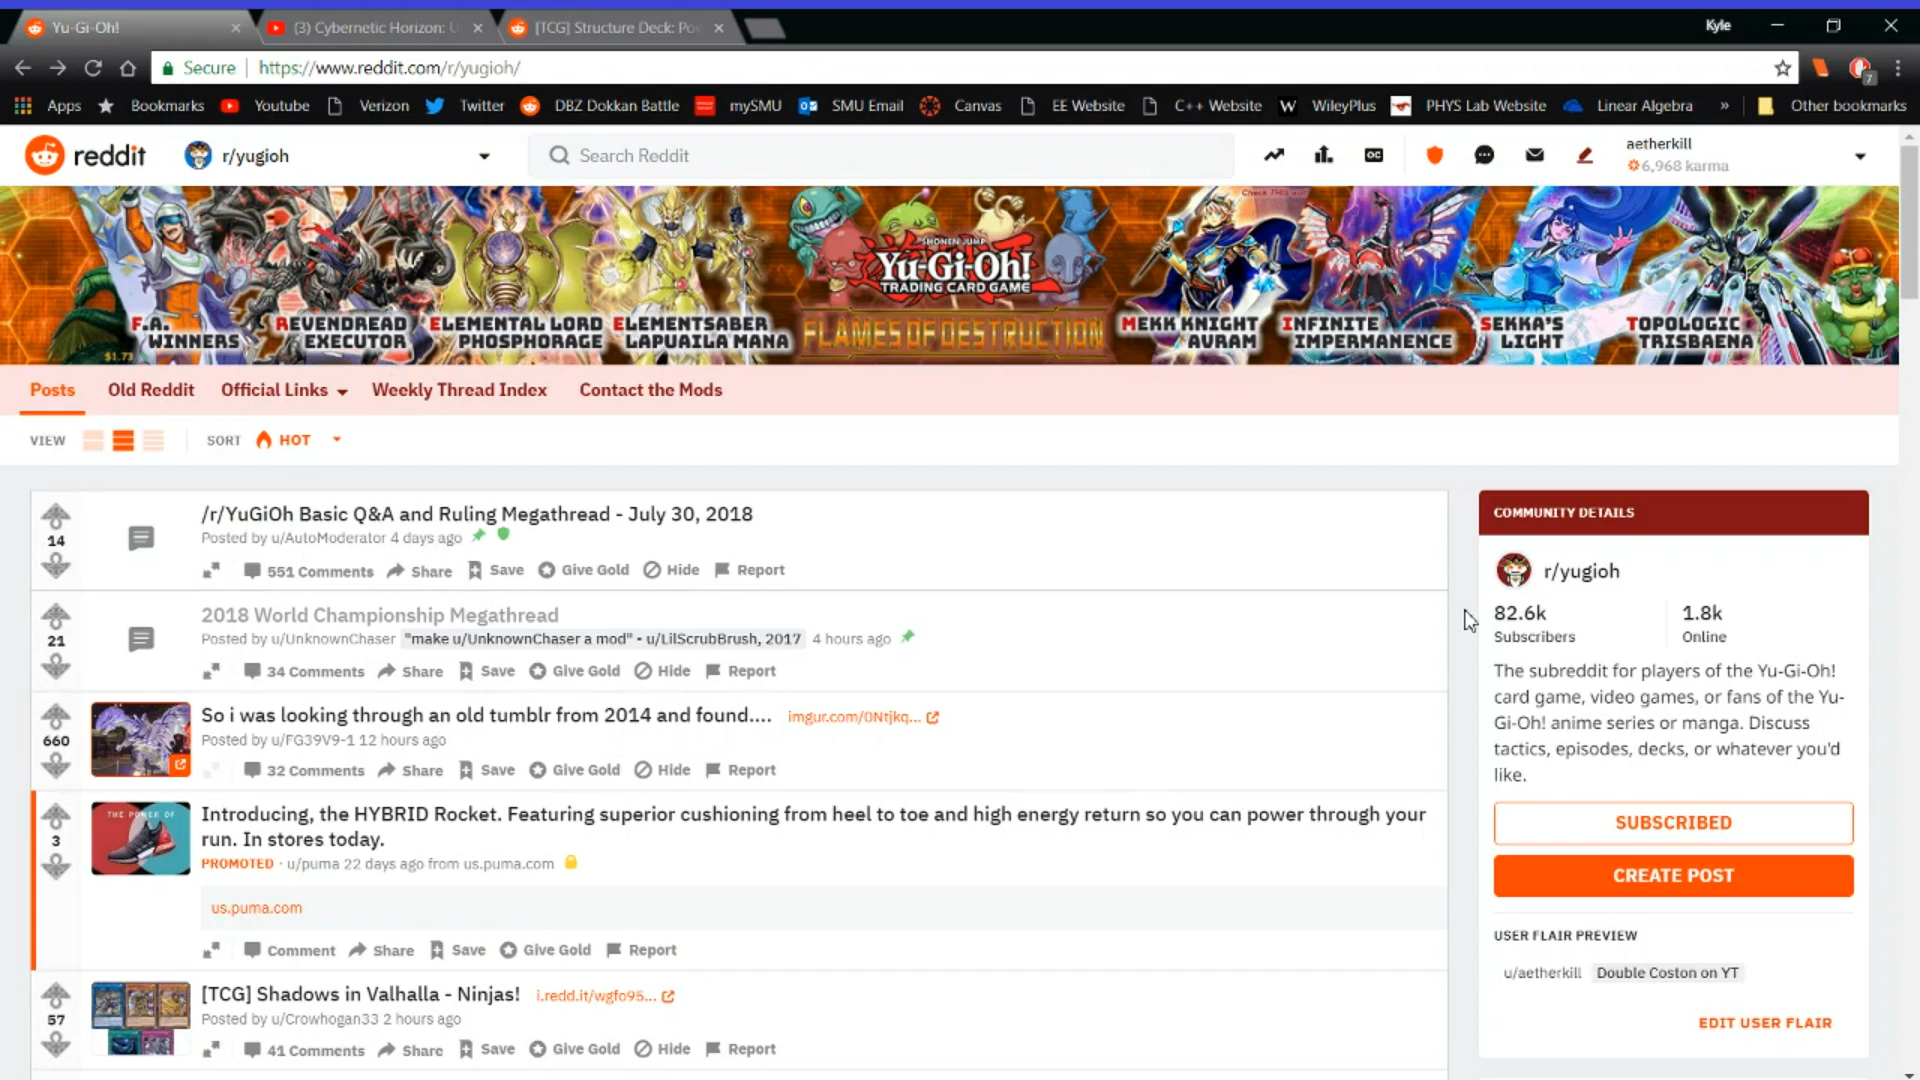 Yu-Gi-Oh!
(3) Cybernetic Horizon: U
[TCG] Structure Deck: Pow
Kyle
Secure
https://www.reddit.com/r/yugioh/
7
Apps
Bookmarks
Youtube
Verizon
Twitter
DBZ Dokkan Battle
mySMU
SMU Email
Canvas
EE Website
C++ Website
WileyPlus
PHYS Lab Website
Linear Algebra
»
Other bookmarks
reddit
r/yugioh
Search Reddit
OC
aetherkill
6,968 karma
SHONEN JUMP
Yu-Gi-Oh!
TRADING CARD GAME
FLAMES OF DESTRUCTION
F.A. WINNERS
REVENDREAD EXECUTOR
ELEMENTAL LORD PHOSPHORAGE
ELEMENTSABER LAPUAILA MANA
MEKK KNIGHT AVRAM
INFINITE IMPERMANENCE
SEKKA'S LIGHT
TOPOLOGIC TRISBAENA
$1.73
Posts
Old Reddit
Official Links
Weekly Thread Index
Contact the Mods
VIEW
SORT
HOT
14
/r/YuGiOh Basic Q&A and Ruling Megathread - July 30, 2018
Posted by u/AutoModerator 4 days ago
551 Comments Share Save Give Gold Hide Report
21
2018 World Championship Megathread
Posted by u/UnknownChaser "make u/UnknownChaser a mod" - u/LilScrubBrush, 2017 4 hours ago
34 Comments Share Save Give Gold Hide Report
660
So i was looking through an old tumblr from 2014 and found.... imgur.com/0Ntjkq...
Posted by u/FG39V9-1 12 hours ago
32 Comments Share Save Give Gold Hide Report
3
THE POWER OF
Introducing, the HYBRID Rocket. Featuring superior cushioning from heel to toe and high energy return so you can power through your
run. In stores today.
PROMOTED · u/puma 22 days ago from us.puma.com
us.puma.com
Comment Share Save Give Gold Report
57
[TCG] Shadows in Valhalla - Ninjas! i.redd.it/wgfo95...
Posted by u/Crowhogan33 2 hours ago
41 Comments Share Save Give Gold Hide Report
COMMUNITY DETAILS
r/yugioh
82.6k
Subscribers
1.8k
Online
The subreddit for players of the Yu-Gi-Oh!
card game, video games, or fans of the Yu-
Gi-Oh! anime series or manga. Discuss
tactics, episodes, decks, or whatever you'd
like.
SUBSCRIBED
CREATE POST
USER FLAIR PREVIEW
u/aetherkill Double Coston on YT
EDIT USER FLAIR